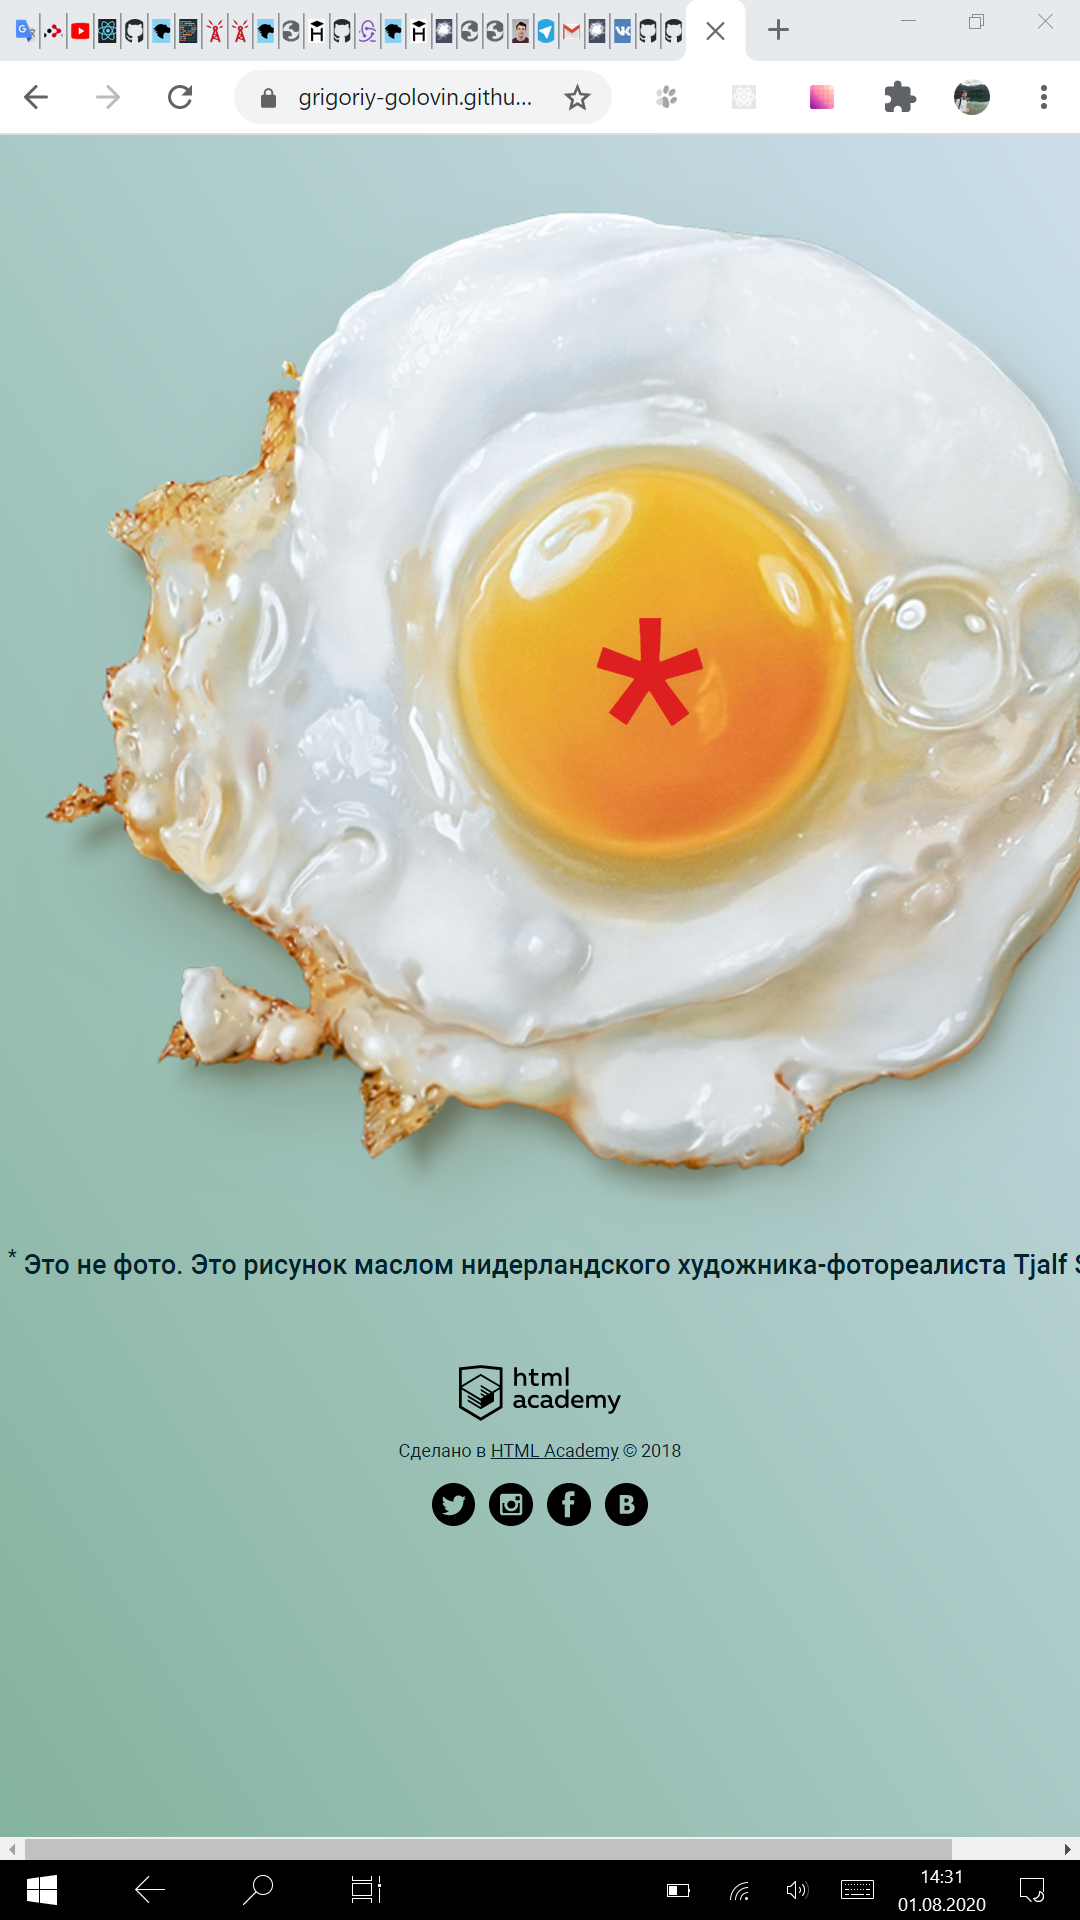 grigoriy-golovin.githu...
*
* Это не фото. Это рисунок маслом нидерландского художника-фотореалиста Tjalf S
html
academy
Сделано в HTML Academy © 2018
14:31
01.08.2020